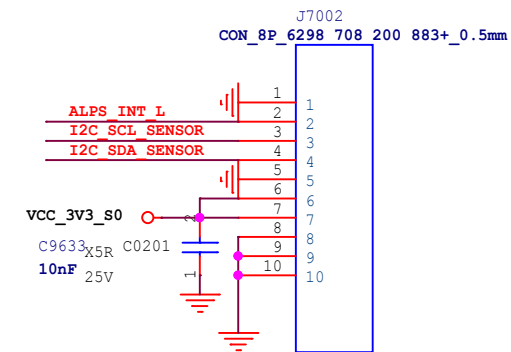 J7002
CON_8P_6298 708 200 883+_0.5mm
1 1
ALPS_INT_L 2 2
I2C_SCL_SENSOR 3 3
I2C_SDA_SENSOR 4 4
5 5
6 6
VCC_3V3_S0 2 7 7
8 8
C9633 X5R C0201 9 9
10nF 25V 1 10 10